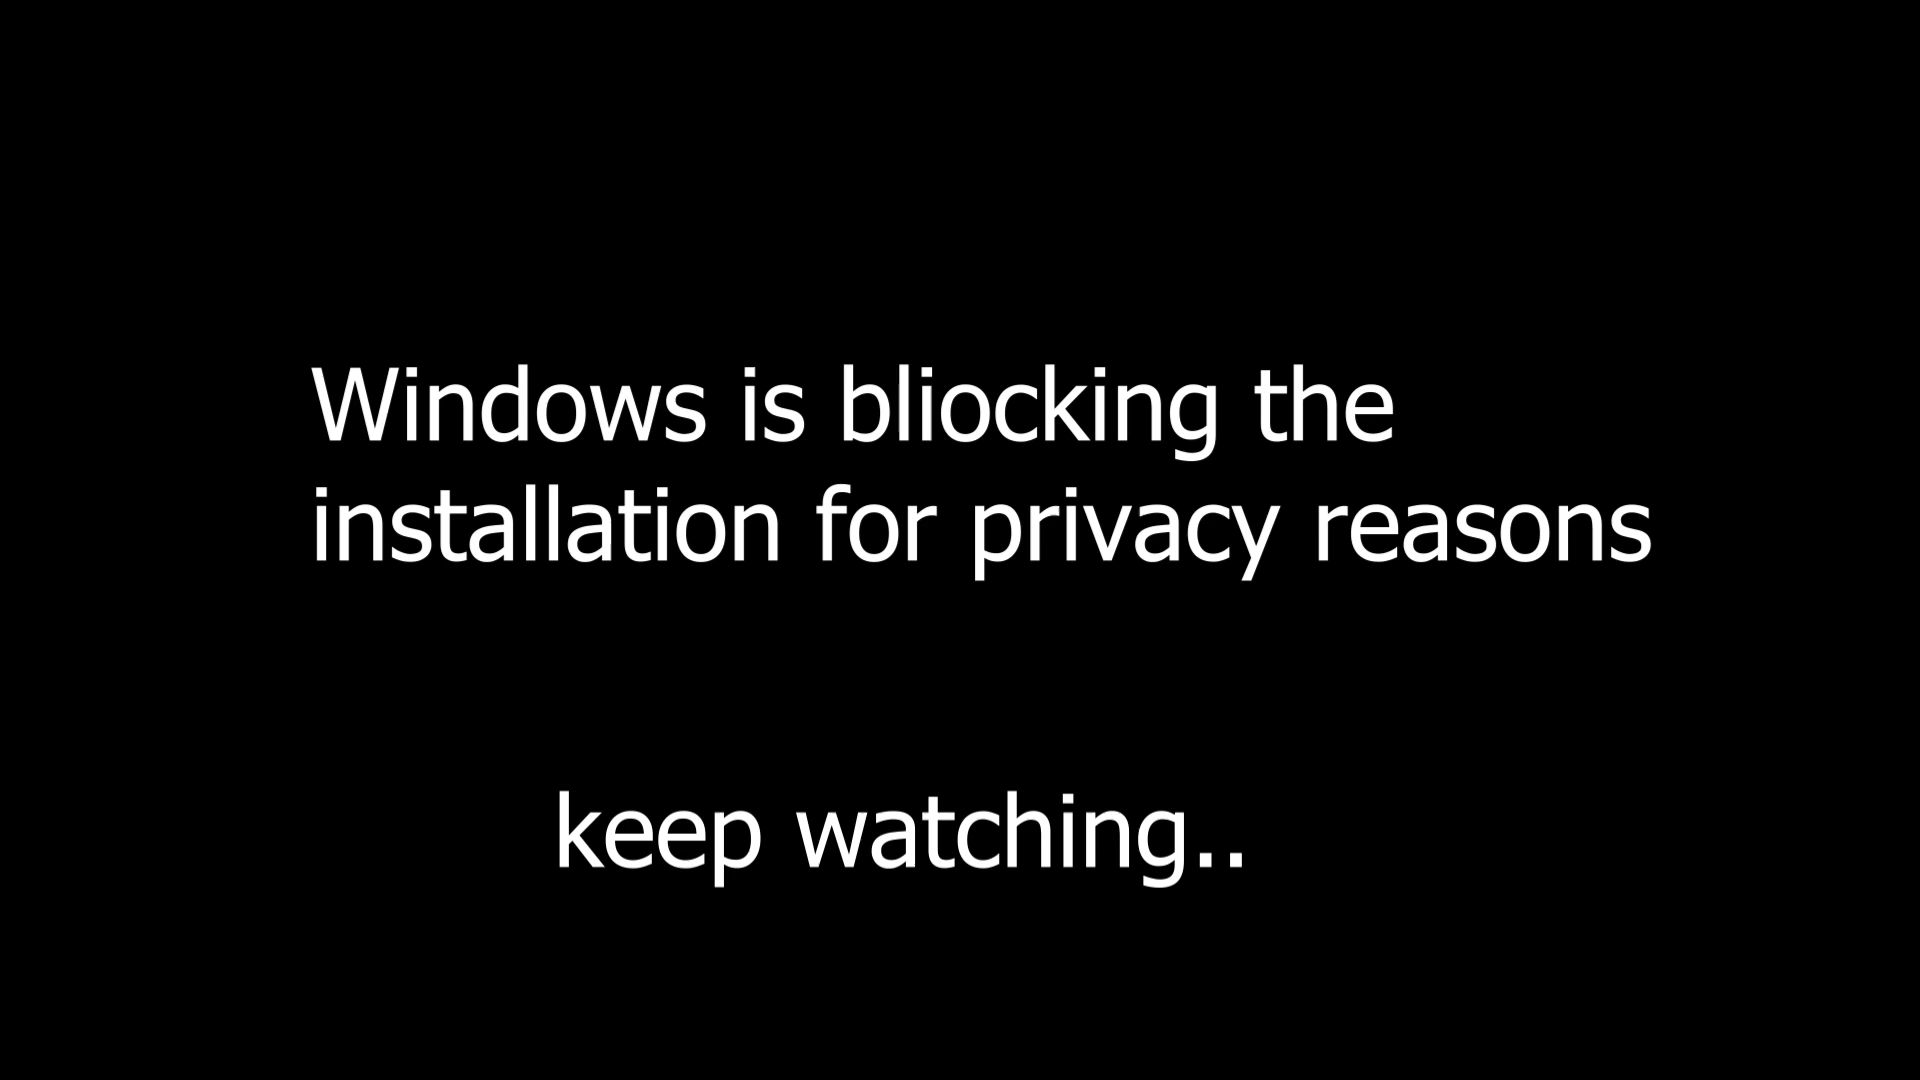 Windows is bliocking the
installation for privacy reasons
keep watching..